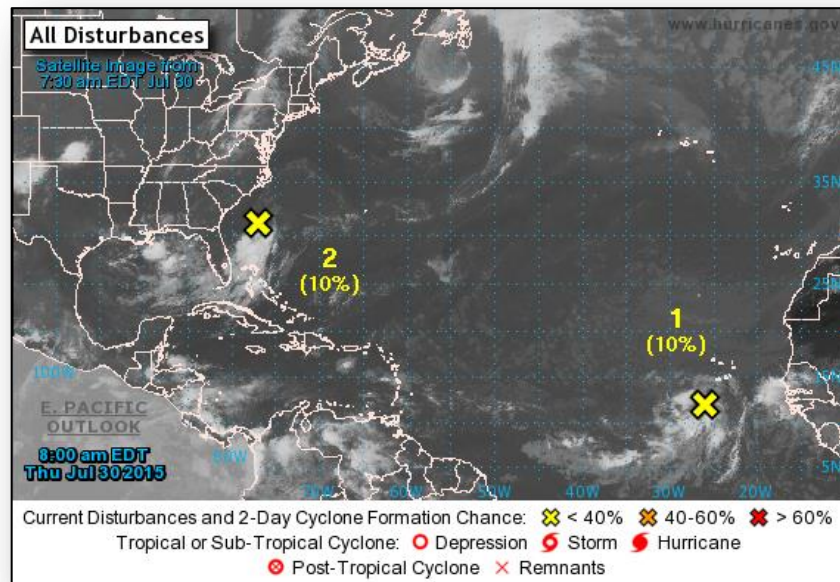 All Disturbances
www.hurricanes.gov
Satellite Image from
7:30 am EDT Jul 30
45N
35N
2
(10%)
25N
1
(10%)
100W
15N
E. PACIFIC
OUTLOOK
8:00 am EDT
Thu Jul 30 2015
60W
50W
40W
30W
20W
5N
Current Disturbances and 2-Day Cyclone Formation Chance: < 40% 40-60% > 60%
Tropical or Sub-Tropical Cyclone: Depression Storm Hurricane
Post-Tropical Cyclone Remnants